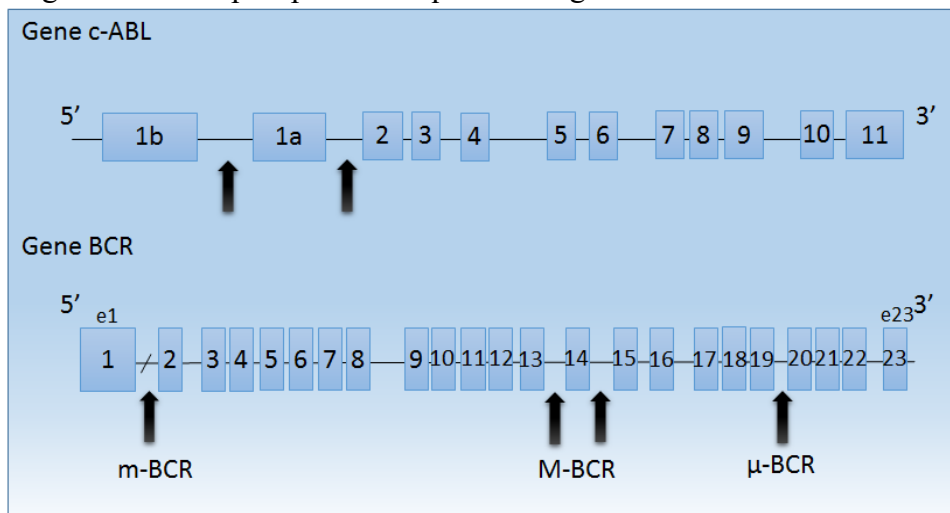 Gene c-ABL
5’ 3’
1b 1a 2 3 4 5 6 7 8 9 10 11
Gene BCR
5’ 3’
e1 e23
1 2 3 4 5 6 7 8 9 10 11 12 13 14 15 16 17 18 19 20 21 22 23
m-BCR M-BCR μ-BCR